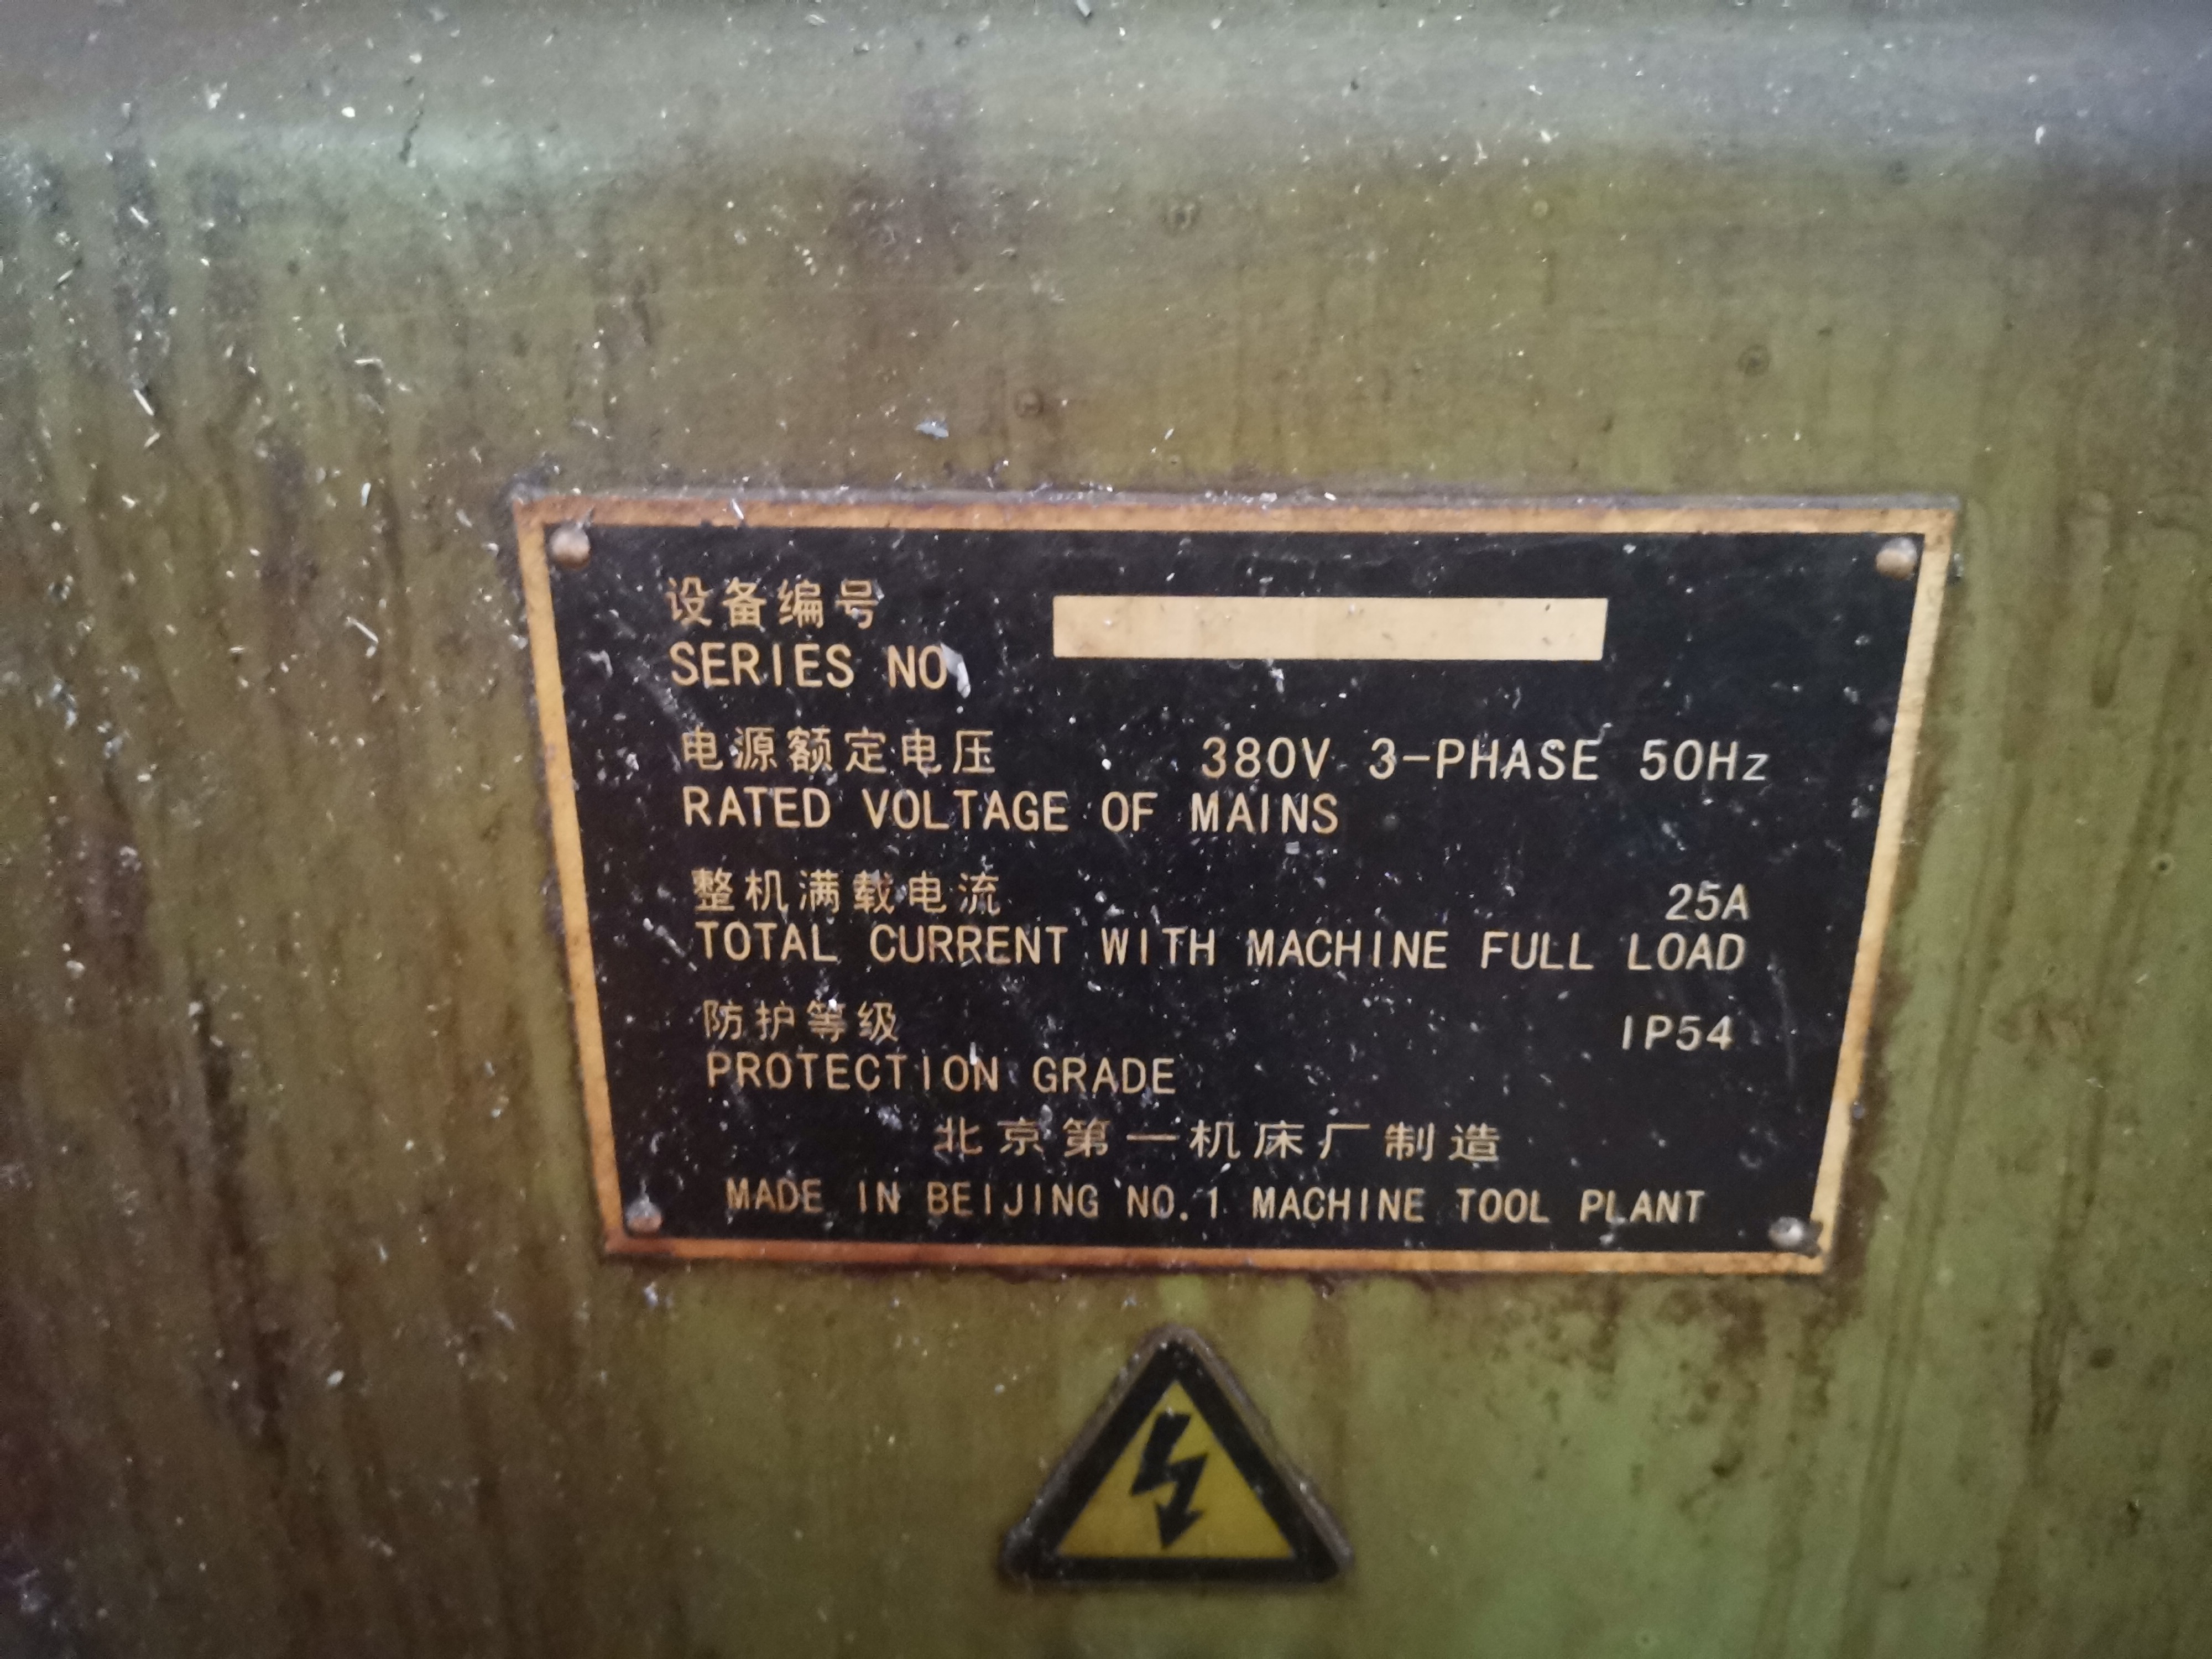 设备编号
SERIES NO
电源额定电压 380V 3-PHASE 50Hz
RATED VOLTAGE OF MAINS
整机满载电流 25A
TOTAL CURRENT WITH MACHINE FULL LOAD
防护等级 IP54
PROTECTION GRADE
北京第一机床厂制造
MADE IN BEIJING NO.1 MACHINE TOOL PLANT